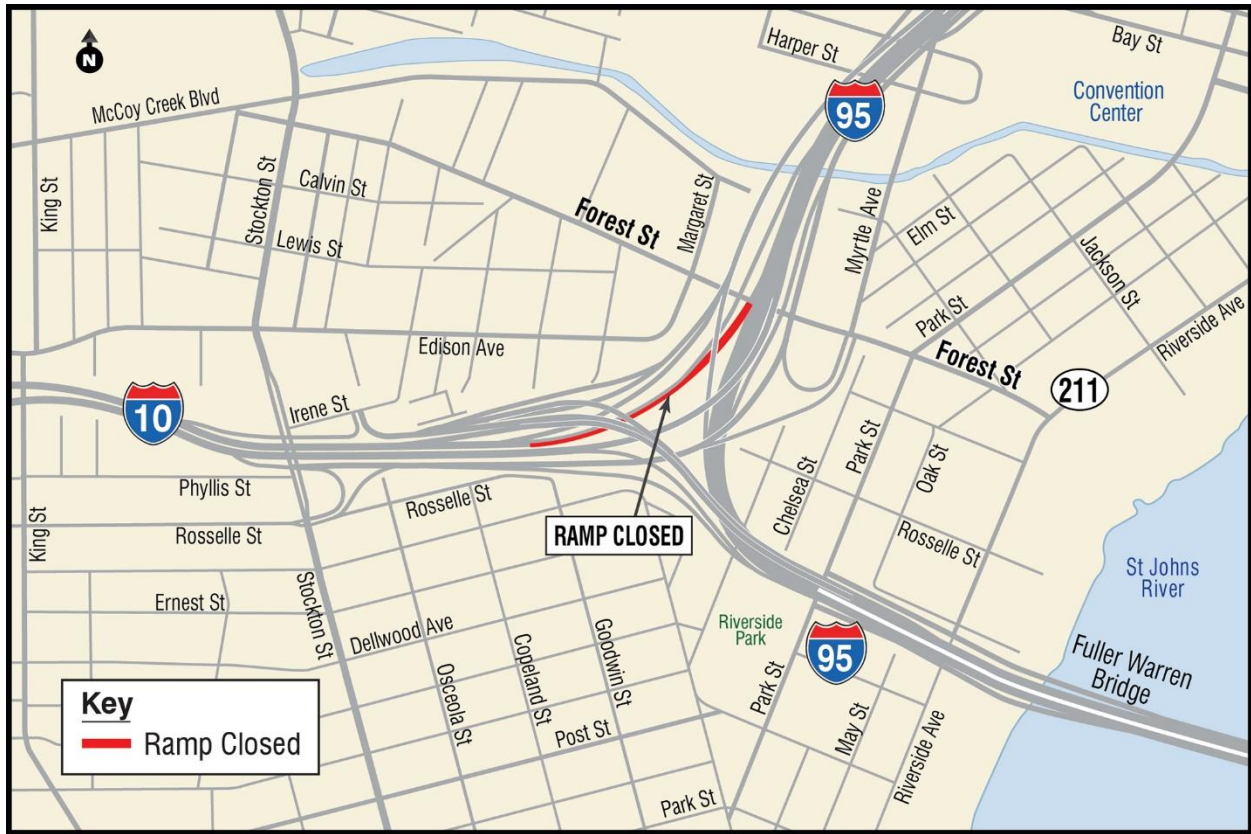 N
Harper St
Bay St
95
Convention
Center
McCoy Creek Blvd
King St
Stockton St
Calvin St
Forest St
Margaret St
Myrtle Ave
Elm St
Lewis St
Jackson St
Park St
Riverside Ave
Edison Ave
Forest St
211
10
Irene St
Park St
Oak St
Chelsea St
Phyllis St
Rosselle St
Rosselle St
King St
RAMP CLOSED
Rosselle St
St Johns
River
Ernest St
Stockton St
Dellwood Ave
Riverside
Park
95
Fuller Warren
Bridge
Osceola St
Copeland St
Goodwin St
Park St
May St
Riverside Ave
Post St
Park St
Key
Ramp Closed